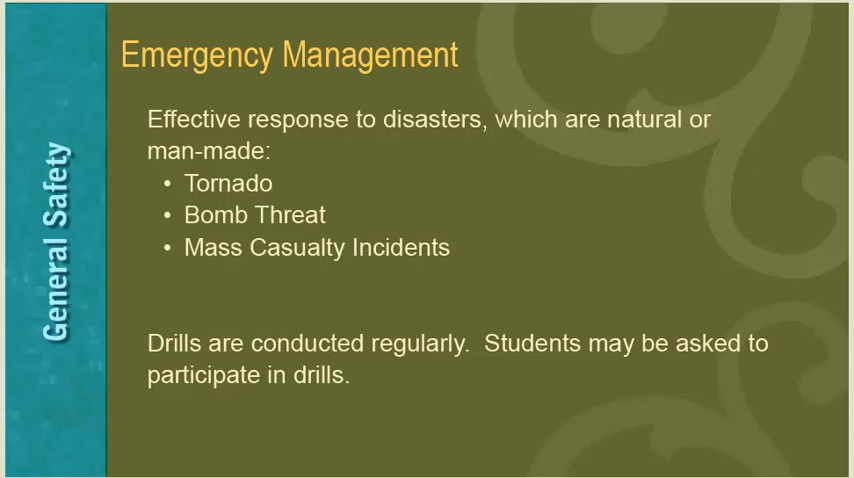 General Safety
Emergency Management
Effective response to disasters, which are natural or
man-made:
• Tornado
• Bomb Threat
• Mass Casualty Incidents
Drills are conducted regularly.  Students may be asked to
participate in drills.